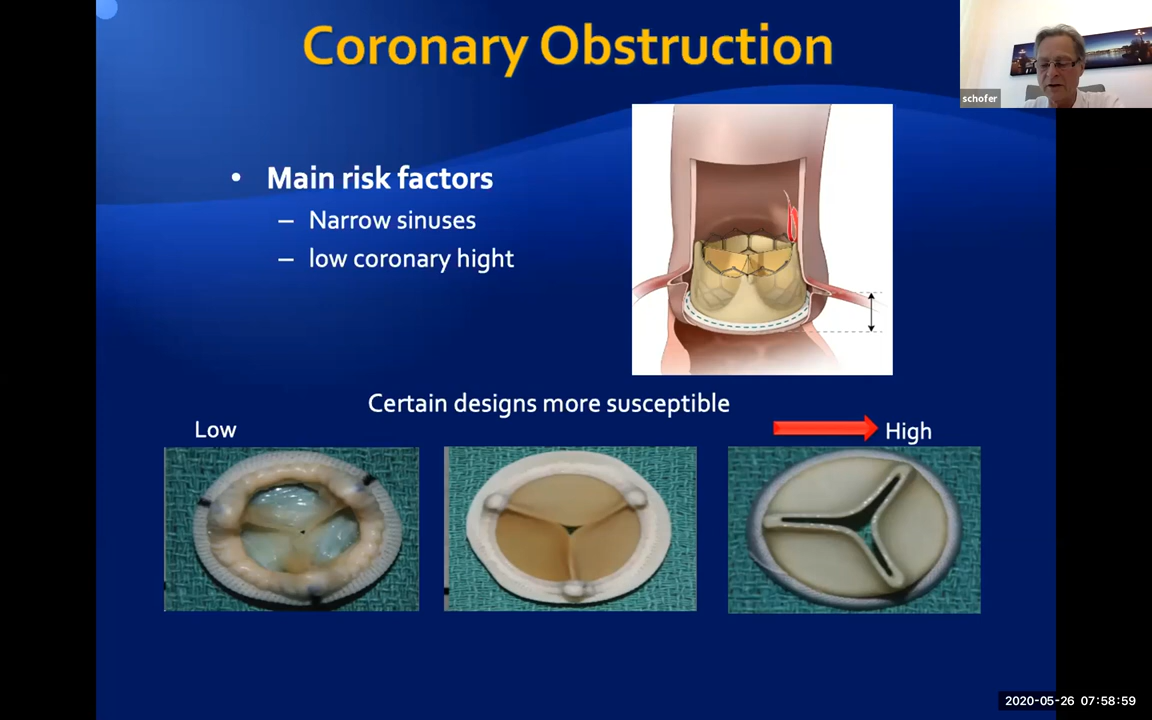 Coronary Obstruction
schofer
• Main risk factors
– Narrow sinuses
– low coronary hight
Certain designs more susceptible
Low
High
2020-05-26 07:58:59